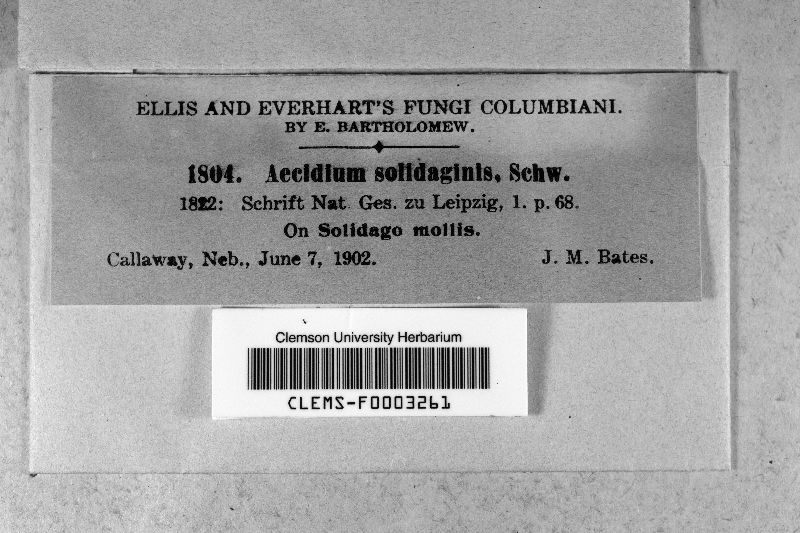 ELLIS AND EVERHART'S FUNGI COLUMBIANI.
BY E. BARTHOLOMEW.
1804. Aecidium solidaginis, Schw.
1822: Schrift Nat Ges. zu Leipzig, 1. p. 68.
On Solidago mollis.
Callaway, Neb., June 7, 1902. J. M. Bates.
Clemson University Herbarium
CLEMS-F0003261